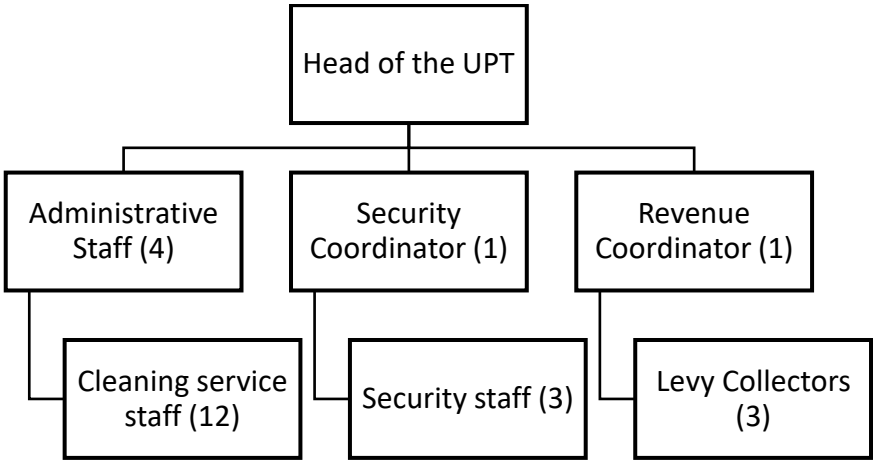 Head of the UPT
Administrative
Staff (4)
Security
Coordinator (1)
Revenue
Coordinator (1)
Cleaning service
staff (12)
Security staff (3)
Levy Collectors
(3)